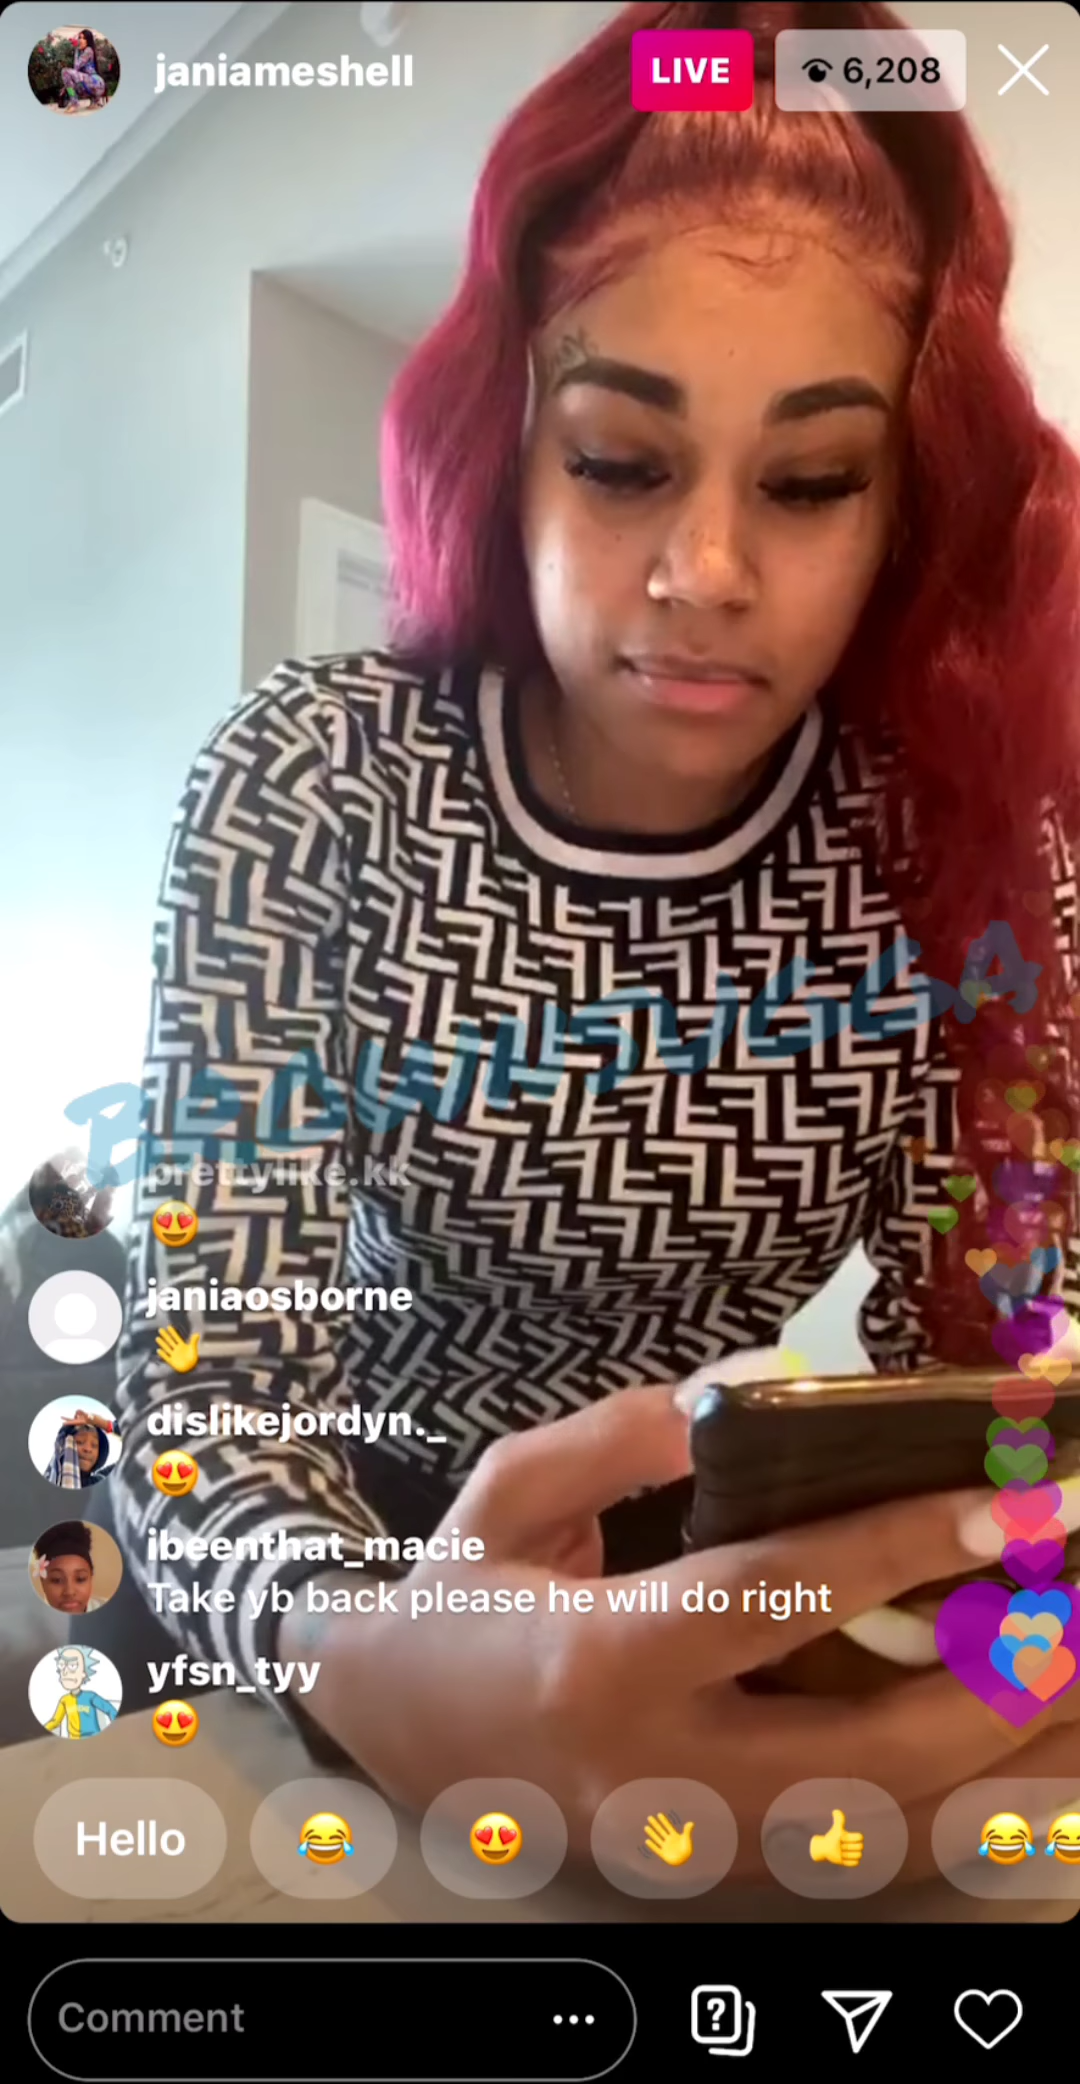 janiameshell
LIVE
6,208
BROWNSUGGA
prettylike.kk
😍
janiaosborne
👋
dislikejordyn._
😍
ibeenthat_macie
Take yb back please he will do right
yfsn_tyy
😍
Hello 😂 😍 👋 👍 😂😂
Comment